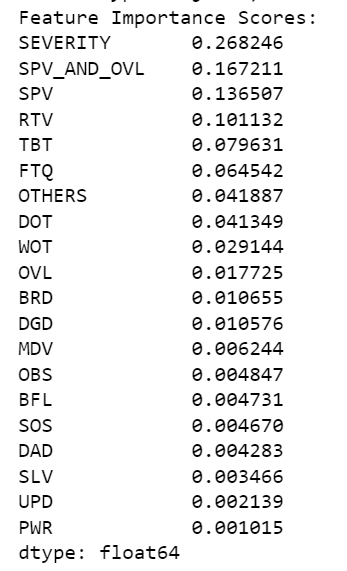 Feature Importance Scores:
SEVERITY 0.268246
SPV_AND_OVL 0.167211
SPV 0.136507
RTV 0.101132
TBT 0.079631
FTQ 0.064542
OTHERS 0.041887
DOT 0.041349
WOT 0.029144
OVL 0.017725
BRD 0.010655
DGD 0.010576
MDV 0.006244
OBS 0.004847
BFL 0.004731
SOS 0.004670
DAD 0.004283
SLV 0.003466
UPD 0.002139
PWR 0.001015
dtype: float64